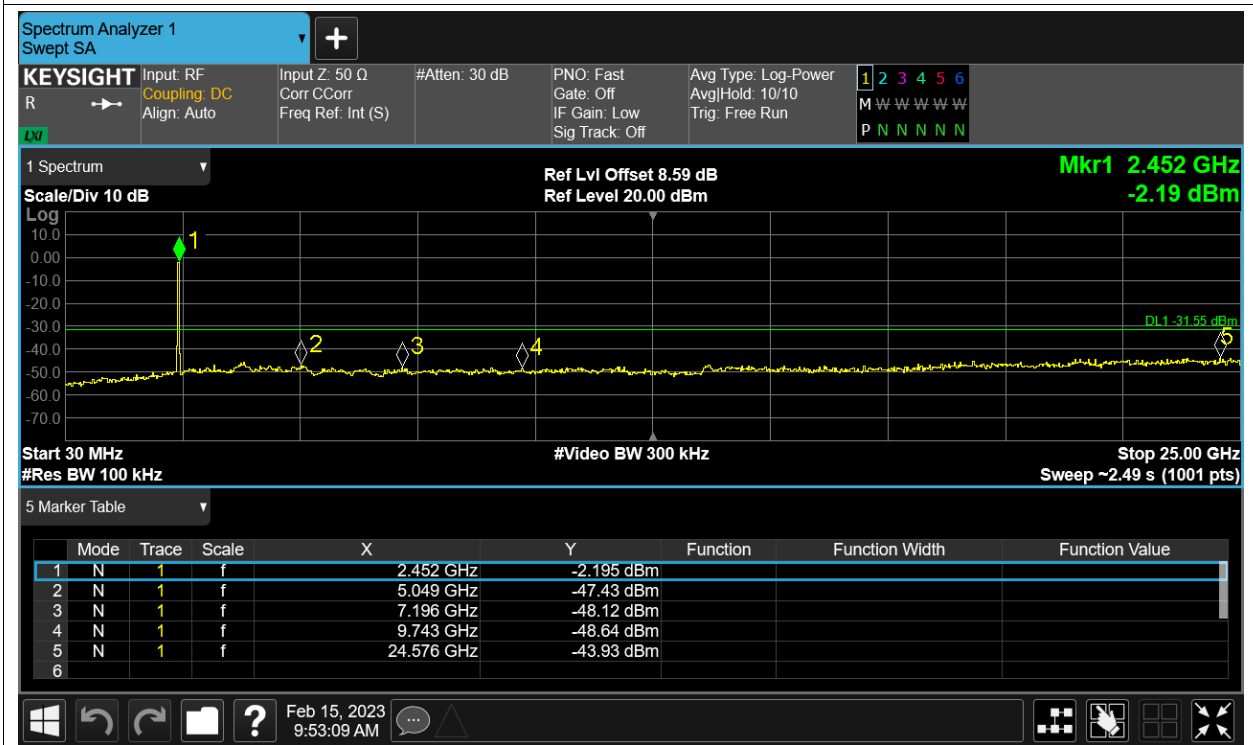 Spectrum Analyzer 1
Swept SA
KEYSIGHT
R
LXI
Input: RF
Coupling: DC
Align: Auto
Input Z: 50 Ω
Corr CCorr
Freq Ref: Int (S)
#Atten: 30 dB
PNO: Fast
Gate: Off
IF Gain: Low
Sig Track: Off
Avg Type: Log-Power
Avg|Hold: 10/10
Trig: Free Run
1 2 3 4 5 6
M W W W W W
P N N N N N
1 Spectrum
Scale/Div 10 dB
Ref Lvl Offset 8.59 dB
Ref Level 20.00 dBm
Mkr1 2.452 GHz
-2.19 dBm
Log
10.0
0.00
-10.0
-20.0
-30.0
-40.0
-50.0
-60.0
-70.0
1
2
3
4
5
DL1 -31.55 dBm
Start 30 MHz
#Res BW 100 kHz
#Video BW 300 kHz
Stop 25.00 GHz
Sweep ~2.49 s (1001 pts)
5 Marker Table
Mode Trace Scale X Y Function Function Width Function Value
1 N 1 f 2.452 GHz -2.195 dBm
2 N 1 f 5.049 GHz -47.43 dBm
3 N 1 f 7.196 GHz -48.12 dBm
4 N 1 f 9.743 GHz -48.64 dBm
5 N 1 f 24.576 GHz -43.93 dBm
6
?
Feb 15, 2023
9:53:09 AM